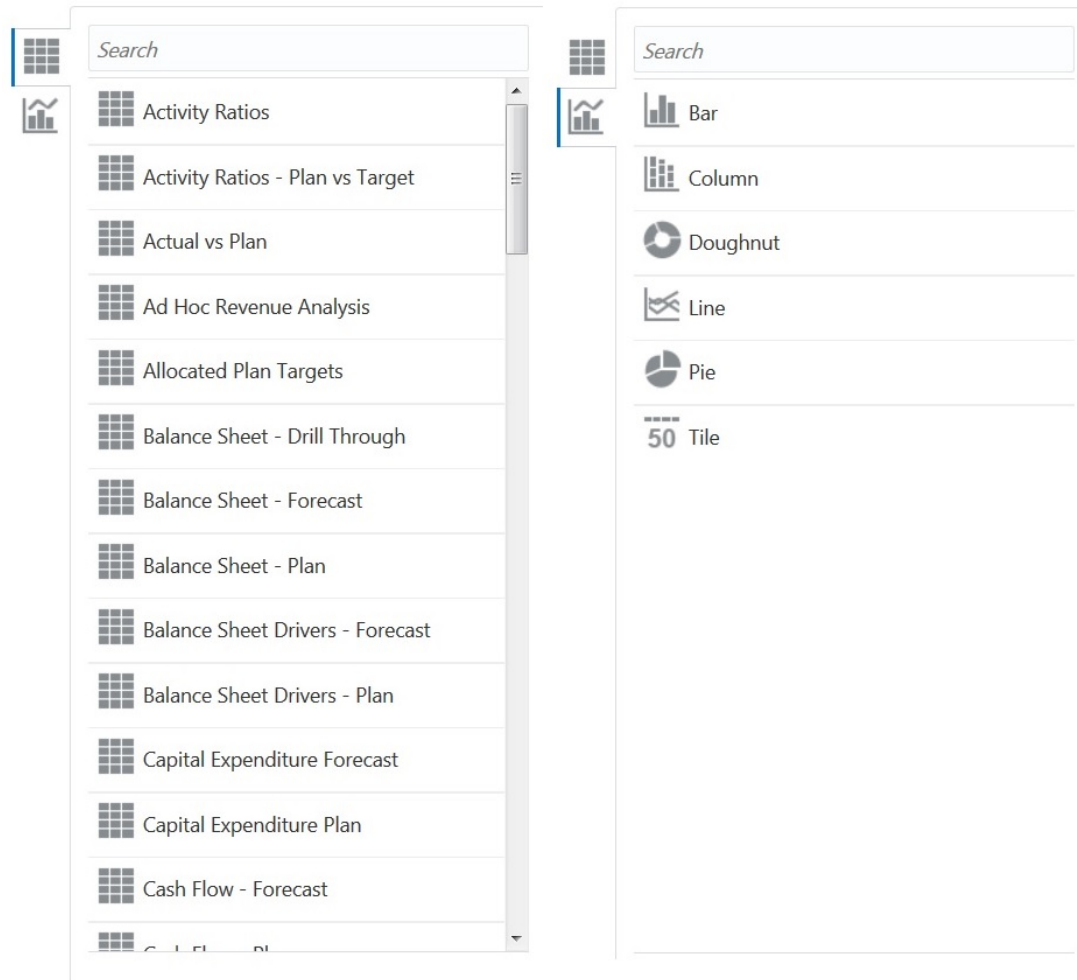 Search
Activity Ratios
Activity Ratios - Plan vs Target
Actual vs Plan
Ad Hoc Revenue Analysis
Allocated Plan Targets
Balance Sheet - Drill Through
Balance Sheet - Forecast
Balance Sheet - Plan
Balance Sheet Drivers - Forecast
Balance Sheet Drivers - Plan
Capital Expenditure Forecast
Capital Expenditure Plan
Cash Flow - Forecast
Search
Bar
Column
Doughnut
Line
Pie
50 Tile